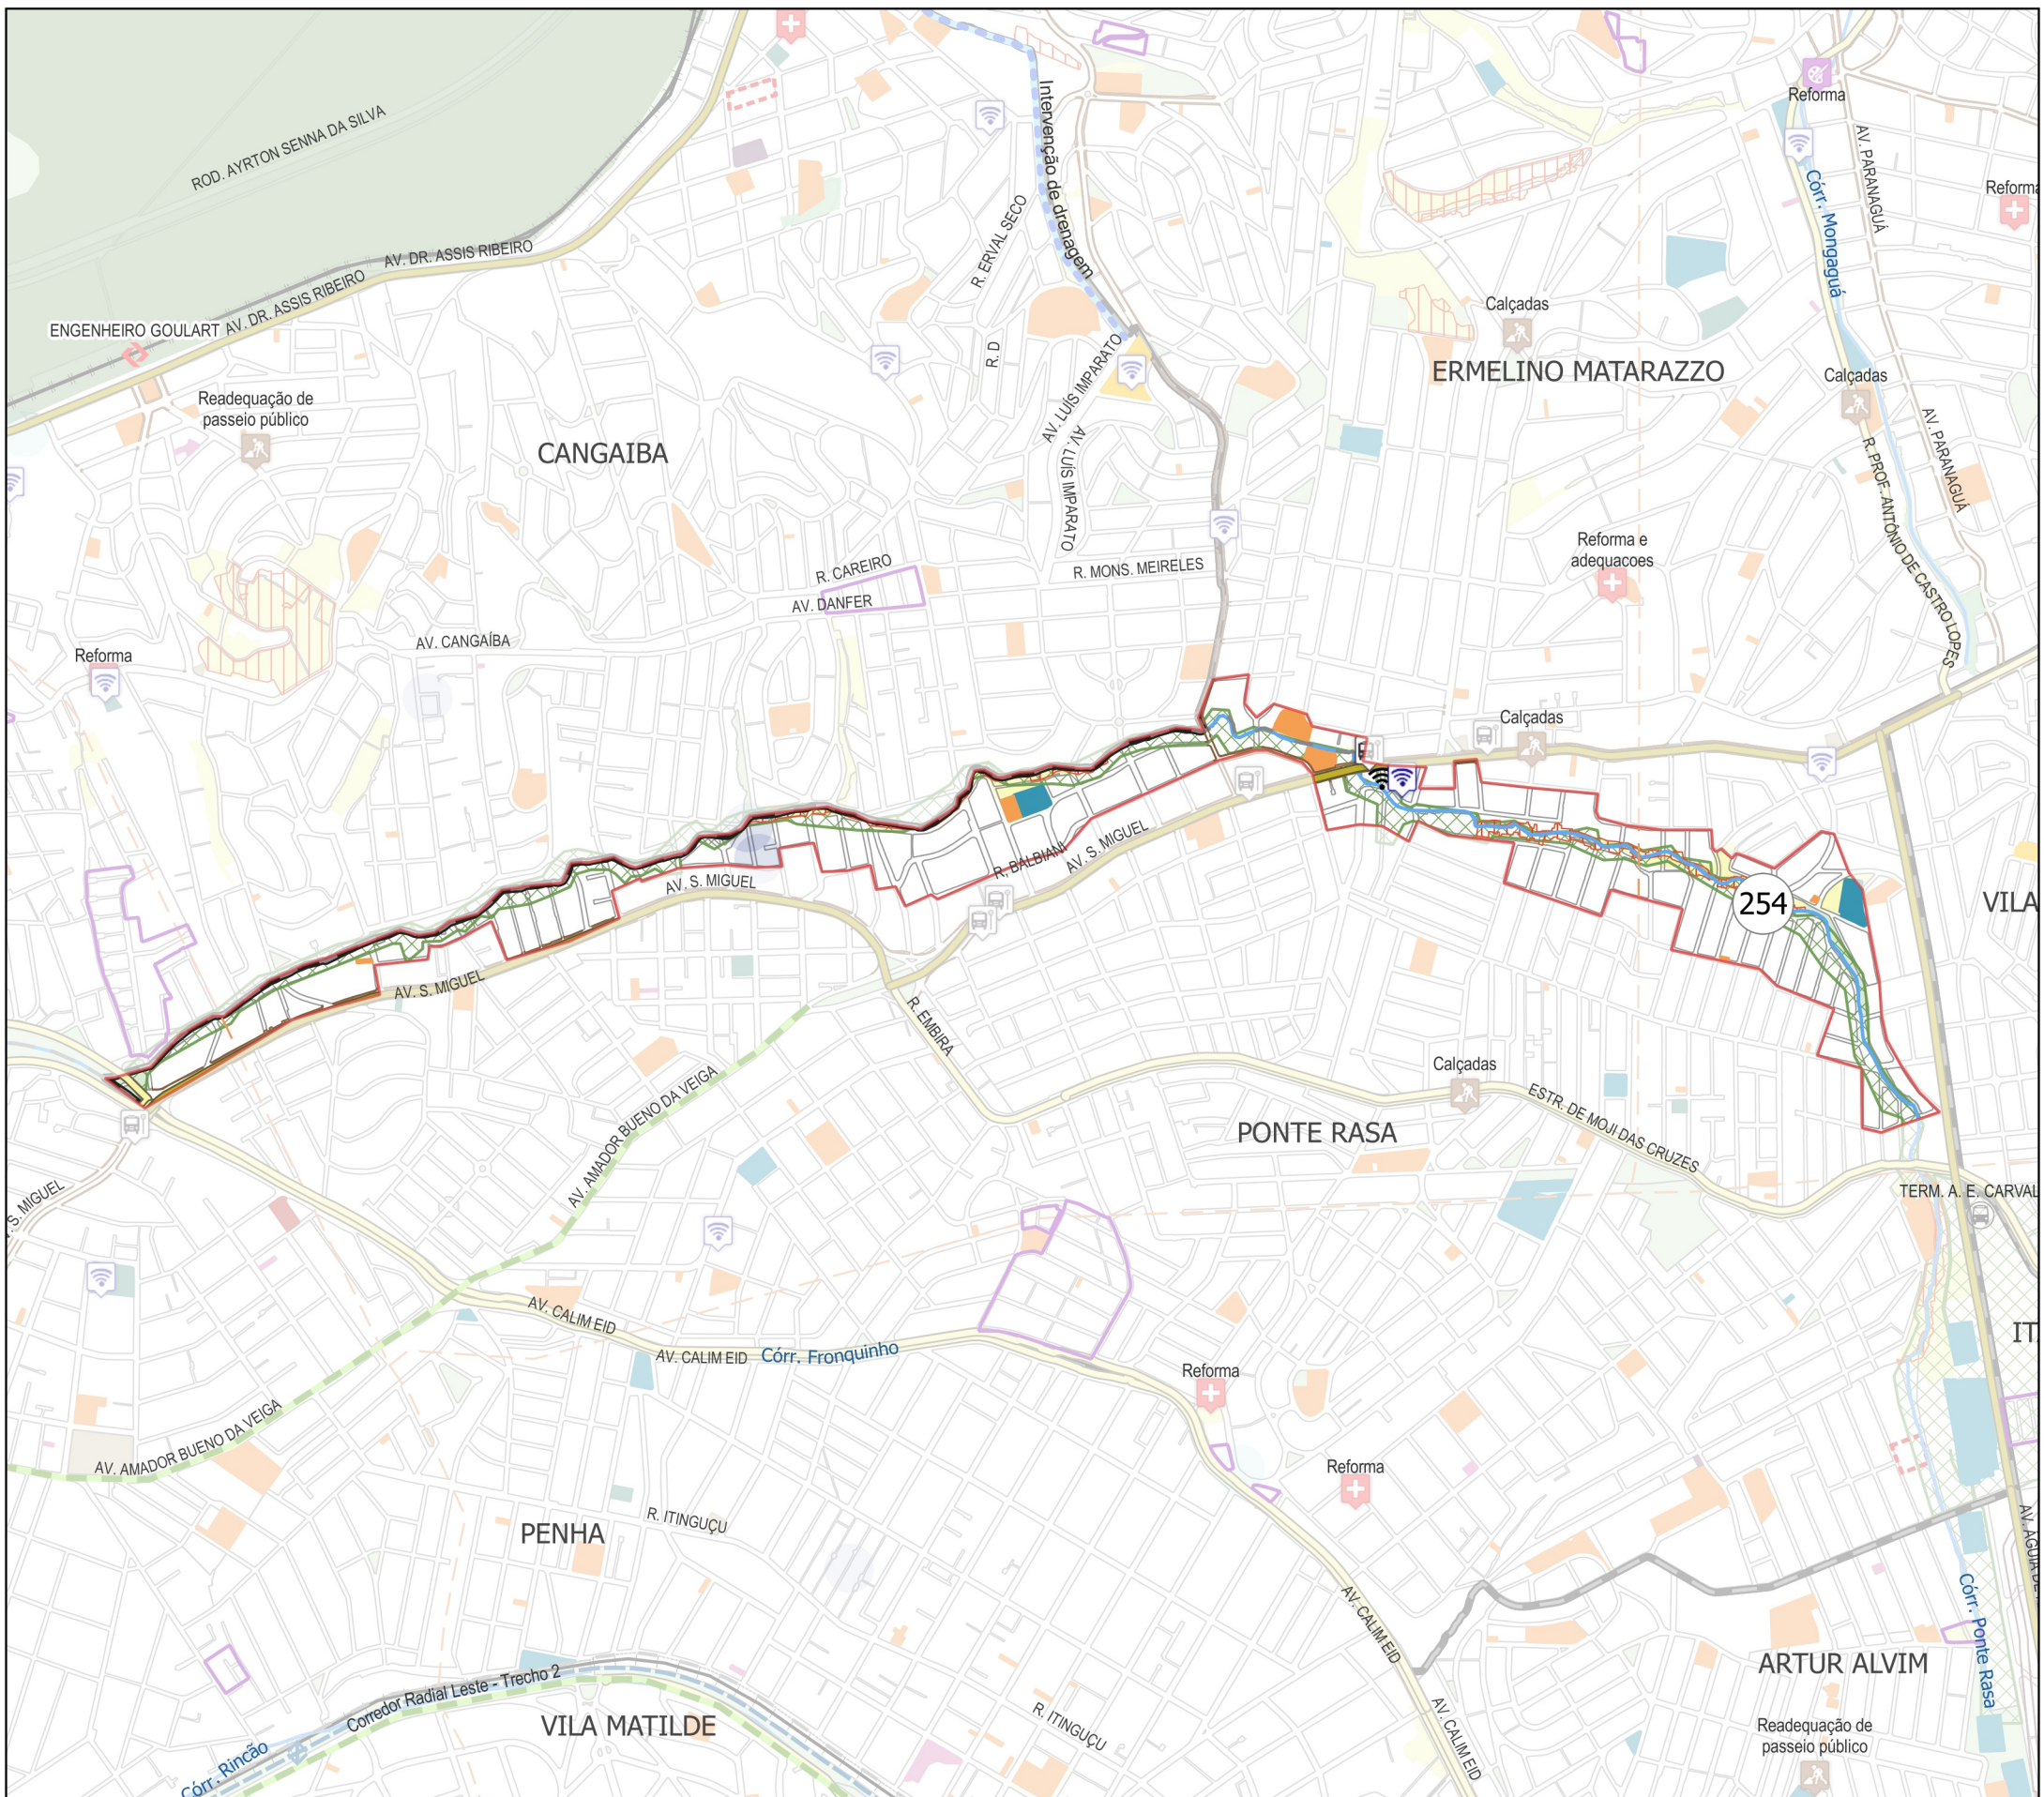 Reforma
ROD. AYRTON SENNA DA SILVA
Intervenção de drenagem
AV. PARANAGUÁ
Córr. Mongaguá
R. ERVAL SECO
AV. DR. ASSIS RIBEIRO
AV. DR. ASSIS RIBEIRO
ENGENHEIRO GOULART
Calçadas
R. D
AV. LUÍS IMPARATO
ERMELINO MATARAZZO
Calçadas
Readequação de
passeio público
CANGAIBA
AV. LUÍS IMPARATO
AV. PARANAGUÁ
R. PROF. ANTÔNIO DE CASTRO LOPES
Reforma e
adequacoes
R. CAREIRO
R. MONS. MEIRELES
AV. DANFER
AV. CANGAÍBA
Reforma
Calçadas
R. BALBIANI
AV. S. MIGUEL
AV. S. MIGUEL
254
VILA
AV. S. MIGUEL
R. EMBIRA
Calçadas
ESTR. DE MOJI DAS CRUZES
AV. AMADOR BUENO DA VEIGA
PONTE RASA
S. MIGUEL
TERM. A. E. CARVAL
AV. CALIM EID
IT
AV. CALIM EID
Córr. Fronquinho
Reforma
AV. AMADOR BUENO DA VEIGA
Reforma
R. ITINGUÇU
PENHA
AV. CALIM EID
Córr. Ponte Rasa
Corredor Radial Leste - Trecho 2
ARTUR ALVIM
VILA MATILDE
R. ITINGUÇU
AV. CALIM EID
Readequação de
passeio público
Córr. Rincão